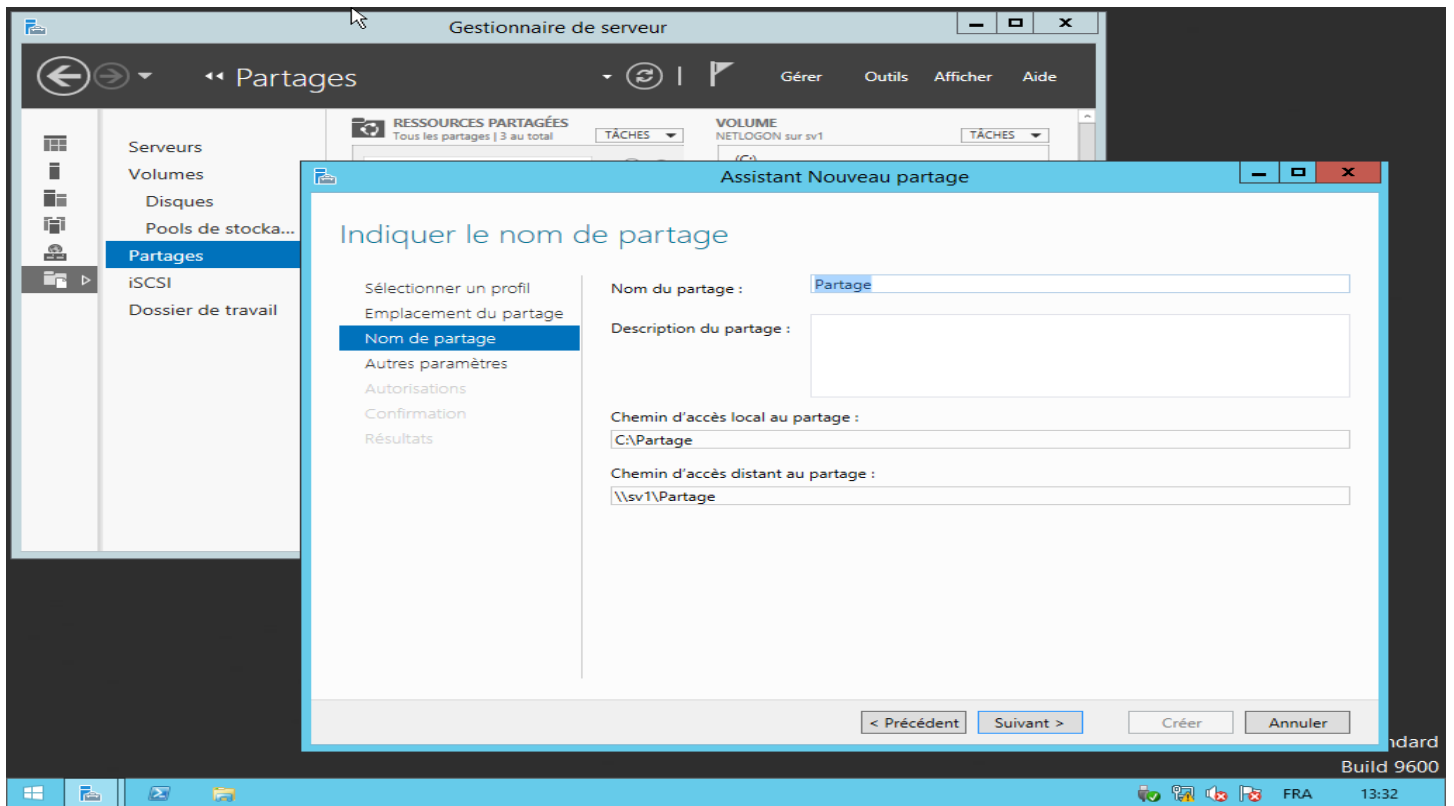 Gestionnaire de serveur
Partages
Gérer Outils Afficher Aide
Serveurs
Volumes
Disques
Pools de stocka...
Partages
iSCSI
Dossier de travail
RESSOURCES PARTAGÉES
Tous les partages | 3 au total
TÂCHES
VOLUME
NETLOGON sur sv1
TÂCHES
(C:)
Assistant Nouveau partage
Indiquer le nom de partage
Sélectionner un profil
Emplacement du partage
Nom de partage
Autres paramètres
Autorisations
Confirmation
Résultats
Nom du partage :
Partage
Description du partage :
Chemin d'accès local au partage :
C:\Partage
Chemin d'accès distant au partage :
\\sv1\Partage
< Précédent Suivant > Créer Annuler
ndard
Build 9600
FRA 13:32